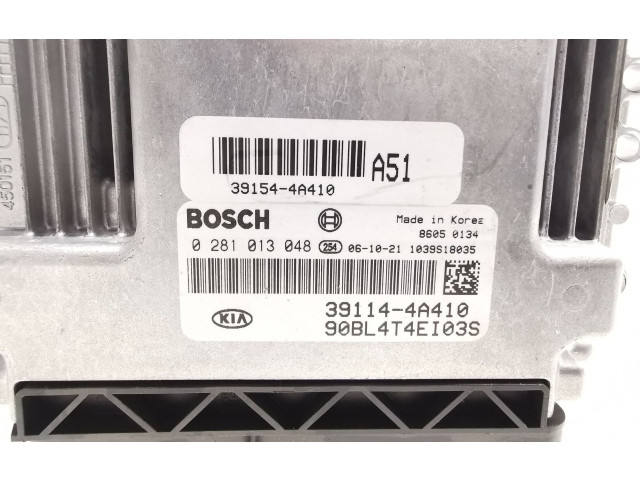 A51
39154-4A410
BOSCH
Made in Korea
8605 0134
0 281 013 048 254 06-10-21 1039S18035
KIA
39114-4A410
90BL4T4EI03S
450151